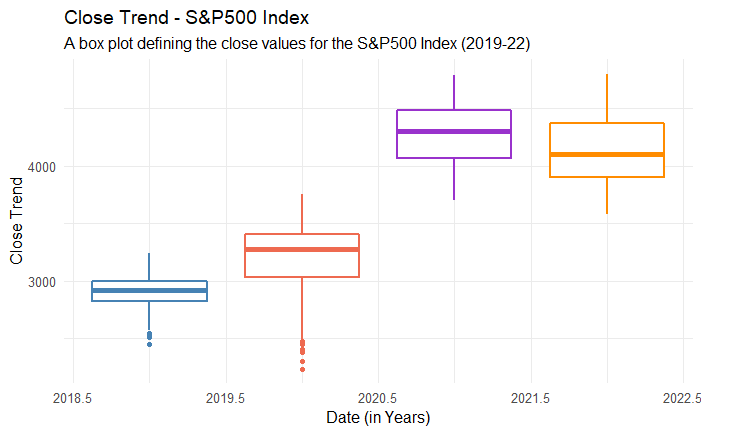 Close Trend - S&P500 Index
A box plot defining the close values for the S&P500 Index (2019-22)
Close Trend
4000
3000
2018.5
2019.5
2020.5
2021.5
2022.5
Date (in Years)